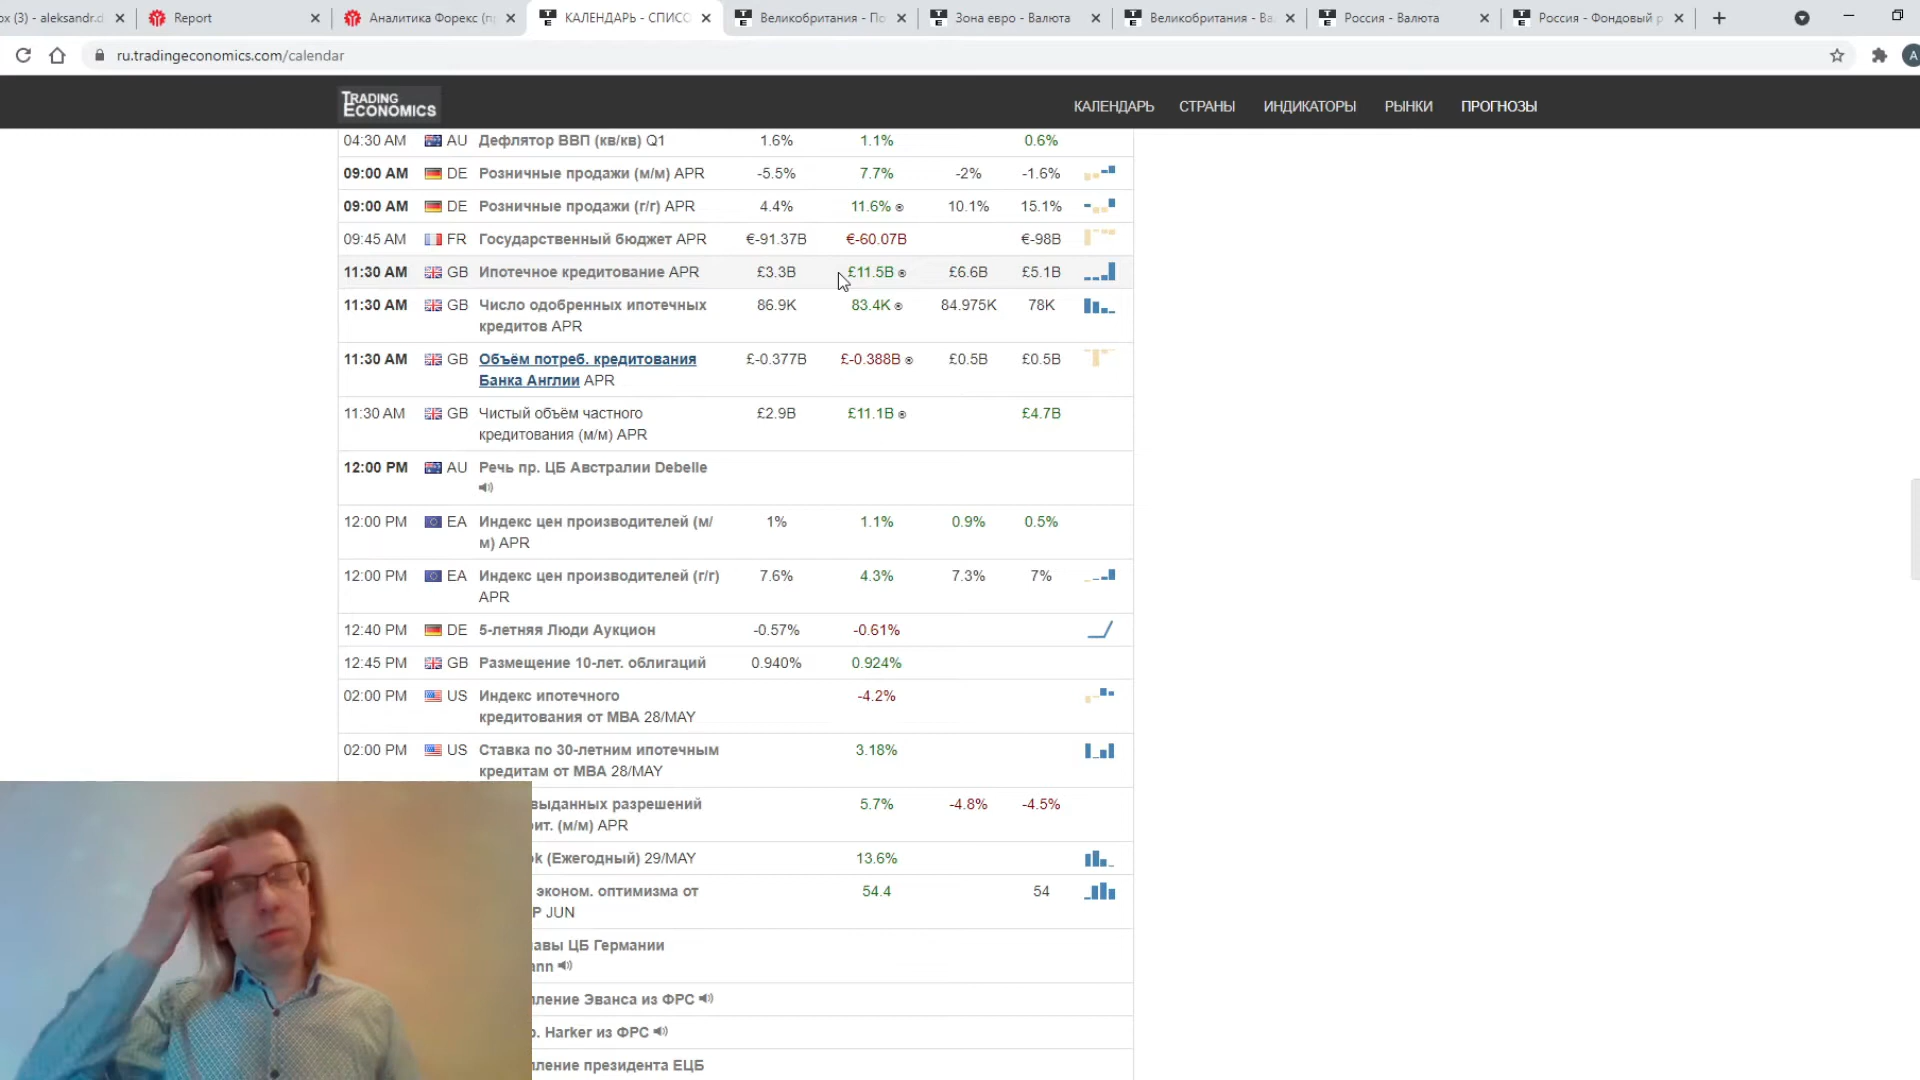 ox (3) - aleksandr.d
Report
Аналитика Форекс (п
КАЛЕНДАРЬ - СПИСО
Великобритания - По
Зона евро - Валюта
Великобритания - Ва
Россия - Валюта
Россия - Фондовый р
ru.tradingeconomics.com/calendar
A
TRADING
ECONOMICS
КАЛЕНДАРЬ СТРАНЫ ИНДИКАТОРЫ РЫНКИ ПРОГНОЗЫ
04:30 AM AU Дефлятор ВВП (кв/кв) Q1 1.6% 1.1% 0.6%
09:00 AM DE Розничные продажи (м/м) APR -5.5% 7.7% -2% -1.6%
09:00 AM DE Розничные продажи (г/г) APR 4.4% 11.6% ® 10.1% 15.1%
09:45 AM FR Государственный бюджет APR €-91.37B €-60.07B €-98B
11:30 AM GB Ипотечное кредитование APR £3.3B £11.5B ® £6.6B £5.1B
11:30 AM GB Число одобренных ипотечных 86.9K 83.4K ® 84.975K 78K
кредитов APR
11:30 AM GB Объём потреб. кредитования £-0.377B £-0.388B ® £0.5B £0.5B
Банка Англии APR
11:30 AM GB Чистый объём частного £2.9B £11.1B ® £4.7B
кредитования (м/м) APR
12:00 PM AU Речь пр. ЦБ Австралии Debelle
12:00 PM EA Индекс цен производителей (м/ 1% 1.1% 0.9% 0.5%
м) APR
12:00 PM EA Индекс цен производителей (г/г) 7.6% 4.3% 7.3% 7%
APR
12:40 PM DE 5-летняя Люди Аукцион -0.57% -0.61%
12:45 PM GB Размещение 10-лет. облигаций 0.940% 0.924%
02:00 PM US Индекс ипотечного -4.2%
кредитования от MBA 28/MAY
02:00 PM US Ставка по 30-летним ипотечным 3.18%
кредитам от MBA 28/MAY
выданных разрешений 5.7% -4.8% -4.5%
ит. (м/м) APR
ok (Ежегодный) 29/MAY 13.6%
эконом. оптимизма от 54.4 54
P JUN
авы ЦБ Германии
ann
пление Эванса из ФРС
р. Harker из ФРС
пление президента ЕЦБ